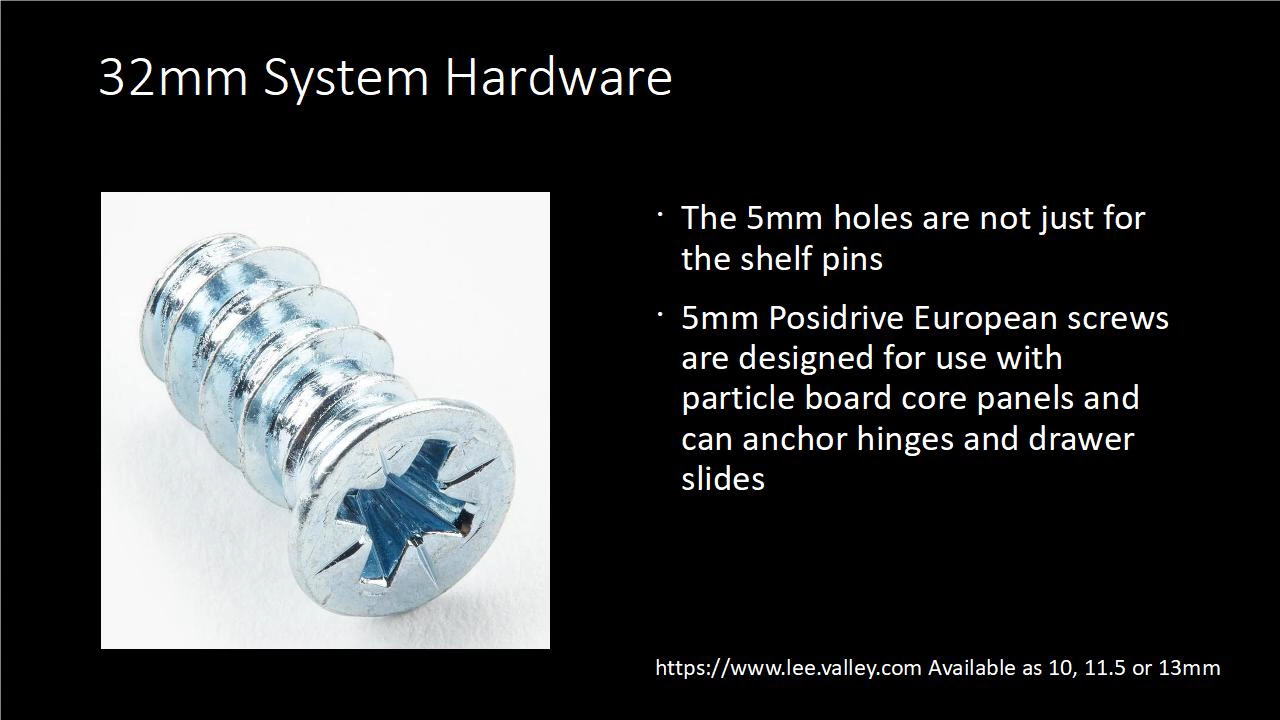 32mm System Hardware
· The 5mm holes are not just for
the shelf pins
· 5mm Posidrive European screws
are designed for use with
particle board core panels and
can anchor hinges and drawer
slides
https://www.lee.valley.com Available as 10, 11.5 or 13mm